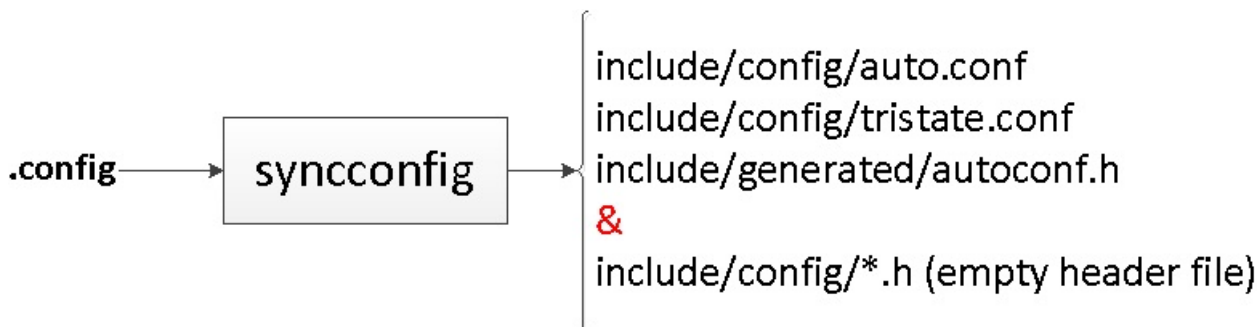 .config
syncconfig
include/config/auto.conf
include/config/tristate.conf
include/generated/autoconf.h
&
include/config/*.h (empty header file)